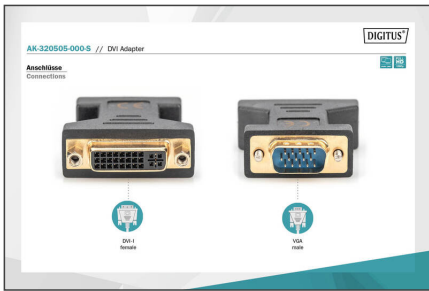 DIGITUS®
AK-320505-000-S // DVI Adapter
Anschlüsse
Connections
DVI-I
female
VGA
male